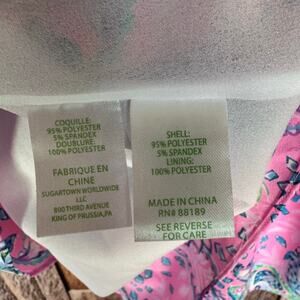 COQUILLE:
95% POLYESTER
5% SPANDEX
DOUBLURE:
100% POLYESTER
FABRIQUE EN
CHINE
SUGARTOWN WORLDWIDE
LLC
800 THIRD AVENUE
KING OF PRUSSIA,PA
SHELL:
95% POLYESTER
5% SPANDEX
LINING:
100% POLYESTER
MADE IN CHINA
RN# 88189
SEE REVERSE
FOR CARE